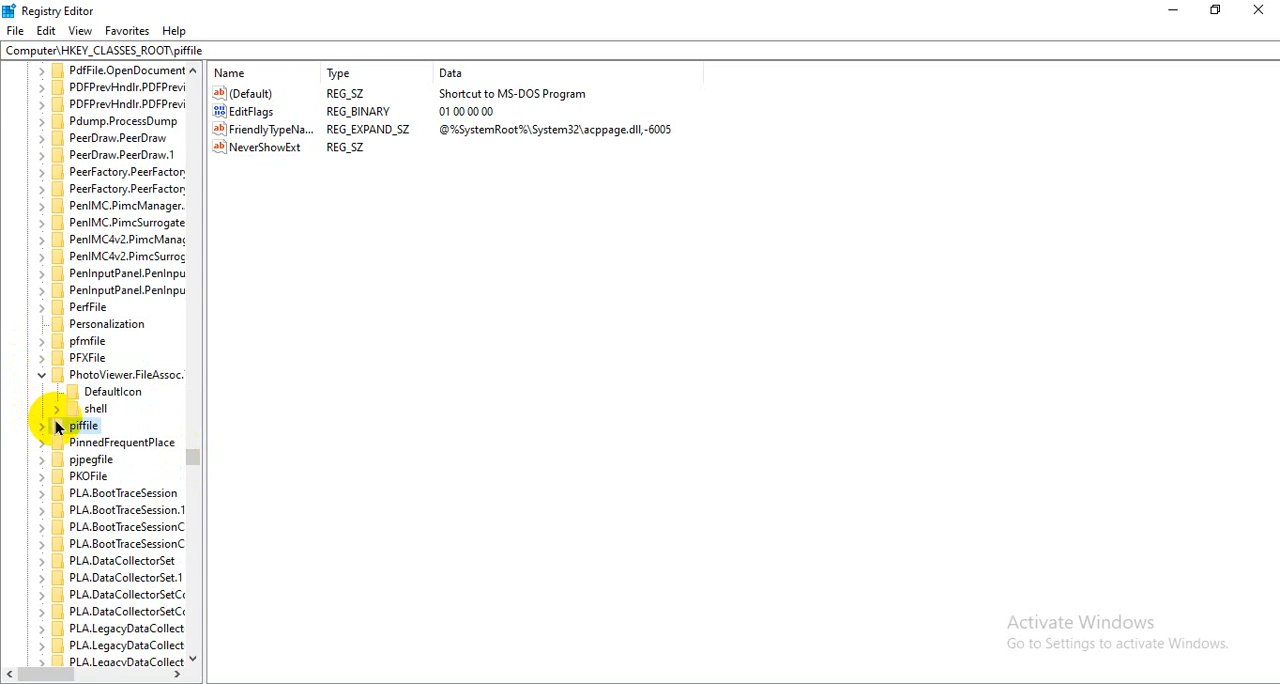 Registry Editor
File Edit View Favorites Help
Computer\HKEY_CLASSES_ROOT\piffile
Name Type Data
(Default) REG_SZ Shortcut to MS-DOS Program
EditFlags REG_BINARY 01 00 00 00
FriendlyTypeNa... REG_EXPAND_SZ @%SystemRoot%\System32\acppage.dll,-6005
NeverShowExt REG_SZ
PdfFile.OpenDocument
PDFPrevHndlr.PDFPrevi
PDFPrevHndlr.PDFPrevi
Pdump.ProcessDump
PeerDraw.PeerDraw
PeerDraw.PeerDraw.1
PeerFactory.PeerFactory
PeerFactory.PeerFactory
PenIMC.PimcManager.
PenIMC.PimcSurrogate
PenIMC4v2.PimcManag
PenIMC4v2.PimcSurrog
PenInputPanel.PenInpu
PenInputPanel.PenInpu
PerfFile
Personalization
pfmfile
PFXFile
PhotoViewer.FileAssoc.
DefaultIcon
shell
piffile
PinnedFrequentPlace
pjpegfile
PKOFile
PLA.BootTraceSession
PLA.BootTraceSession.1
PLA.BootTraceSessionC
PLA.BootTraceSessionC
PLA.DataCollectorSet
PLA.DataCollectorSet.1
PLA.DataCollectorSetCo
PLA.DataCollectorSetCo
PLA.LegacyDataCollect
PLA.LegacyDataCollect
PLA.LegacyDataCollect
Activate Windows
Go to Settings to activate Windows.